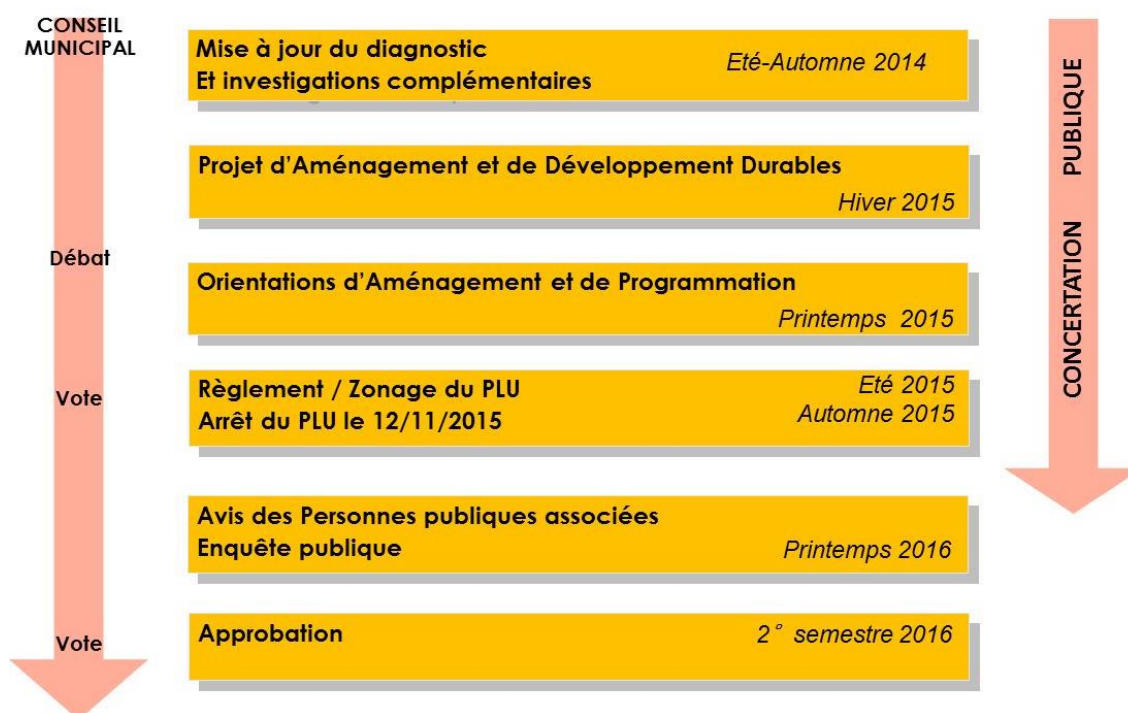 CONSEIL
MUNICIPAL
Mise à jour du diagnostic
Et investigations complémentaires
Eté-Automne 2014
Projet d'Aménagement et de Développement Durables
Hiver 2015
Débat
Orientations d'Aménagement et de Programmation
Printemps 2015
Vote
Règlement / Zonage du PLU
Arrêt du PLU le 12/11/2015
Eté 2015
Automne 2015
Avis des Personnes publiques associées
Enquête publique
Printemps 2016
Vote
Approbation
2° semestre 2016
CONCERTATION PUBLIQUE